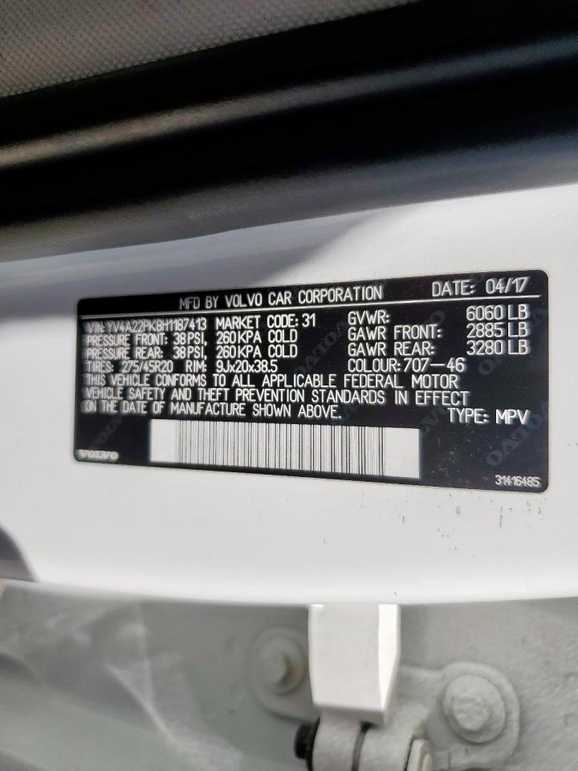 MFD BY VOLVO CAR CORPORATION DATE: 04/17
VIN: YV4A22PK8H1187413 MARKET CODE: 31 GVWR: 6060 LB
PRESSURE FRONT: 38 PSI, 260 KPA COLD GAWR FRONT: 2885 LB
PRESSURE REAR: 38 PSI, 260 KPA COLD GAWR REAR: 3280 LB
TIRES: 275/45R20 RIM: 9Jx20x38.5 COLOUR: 707-46
THIS VEHICLE CONFORMS TO ALL APPLICABLE FEDERAL MOTOR
VEHICLE SAFETY AND THEFT PREVENTION STANDARDS IN EFFECT
ON THE DATE OF MANUFACTURE SHOWN ABOVE. TYPE: MPV
VOLVO 31416485